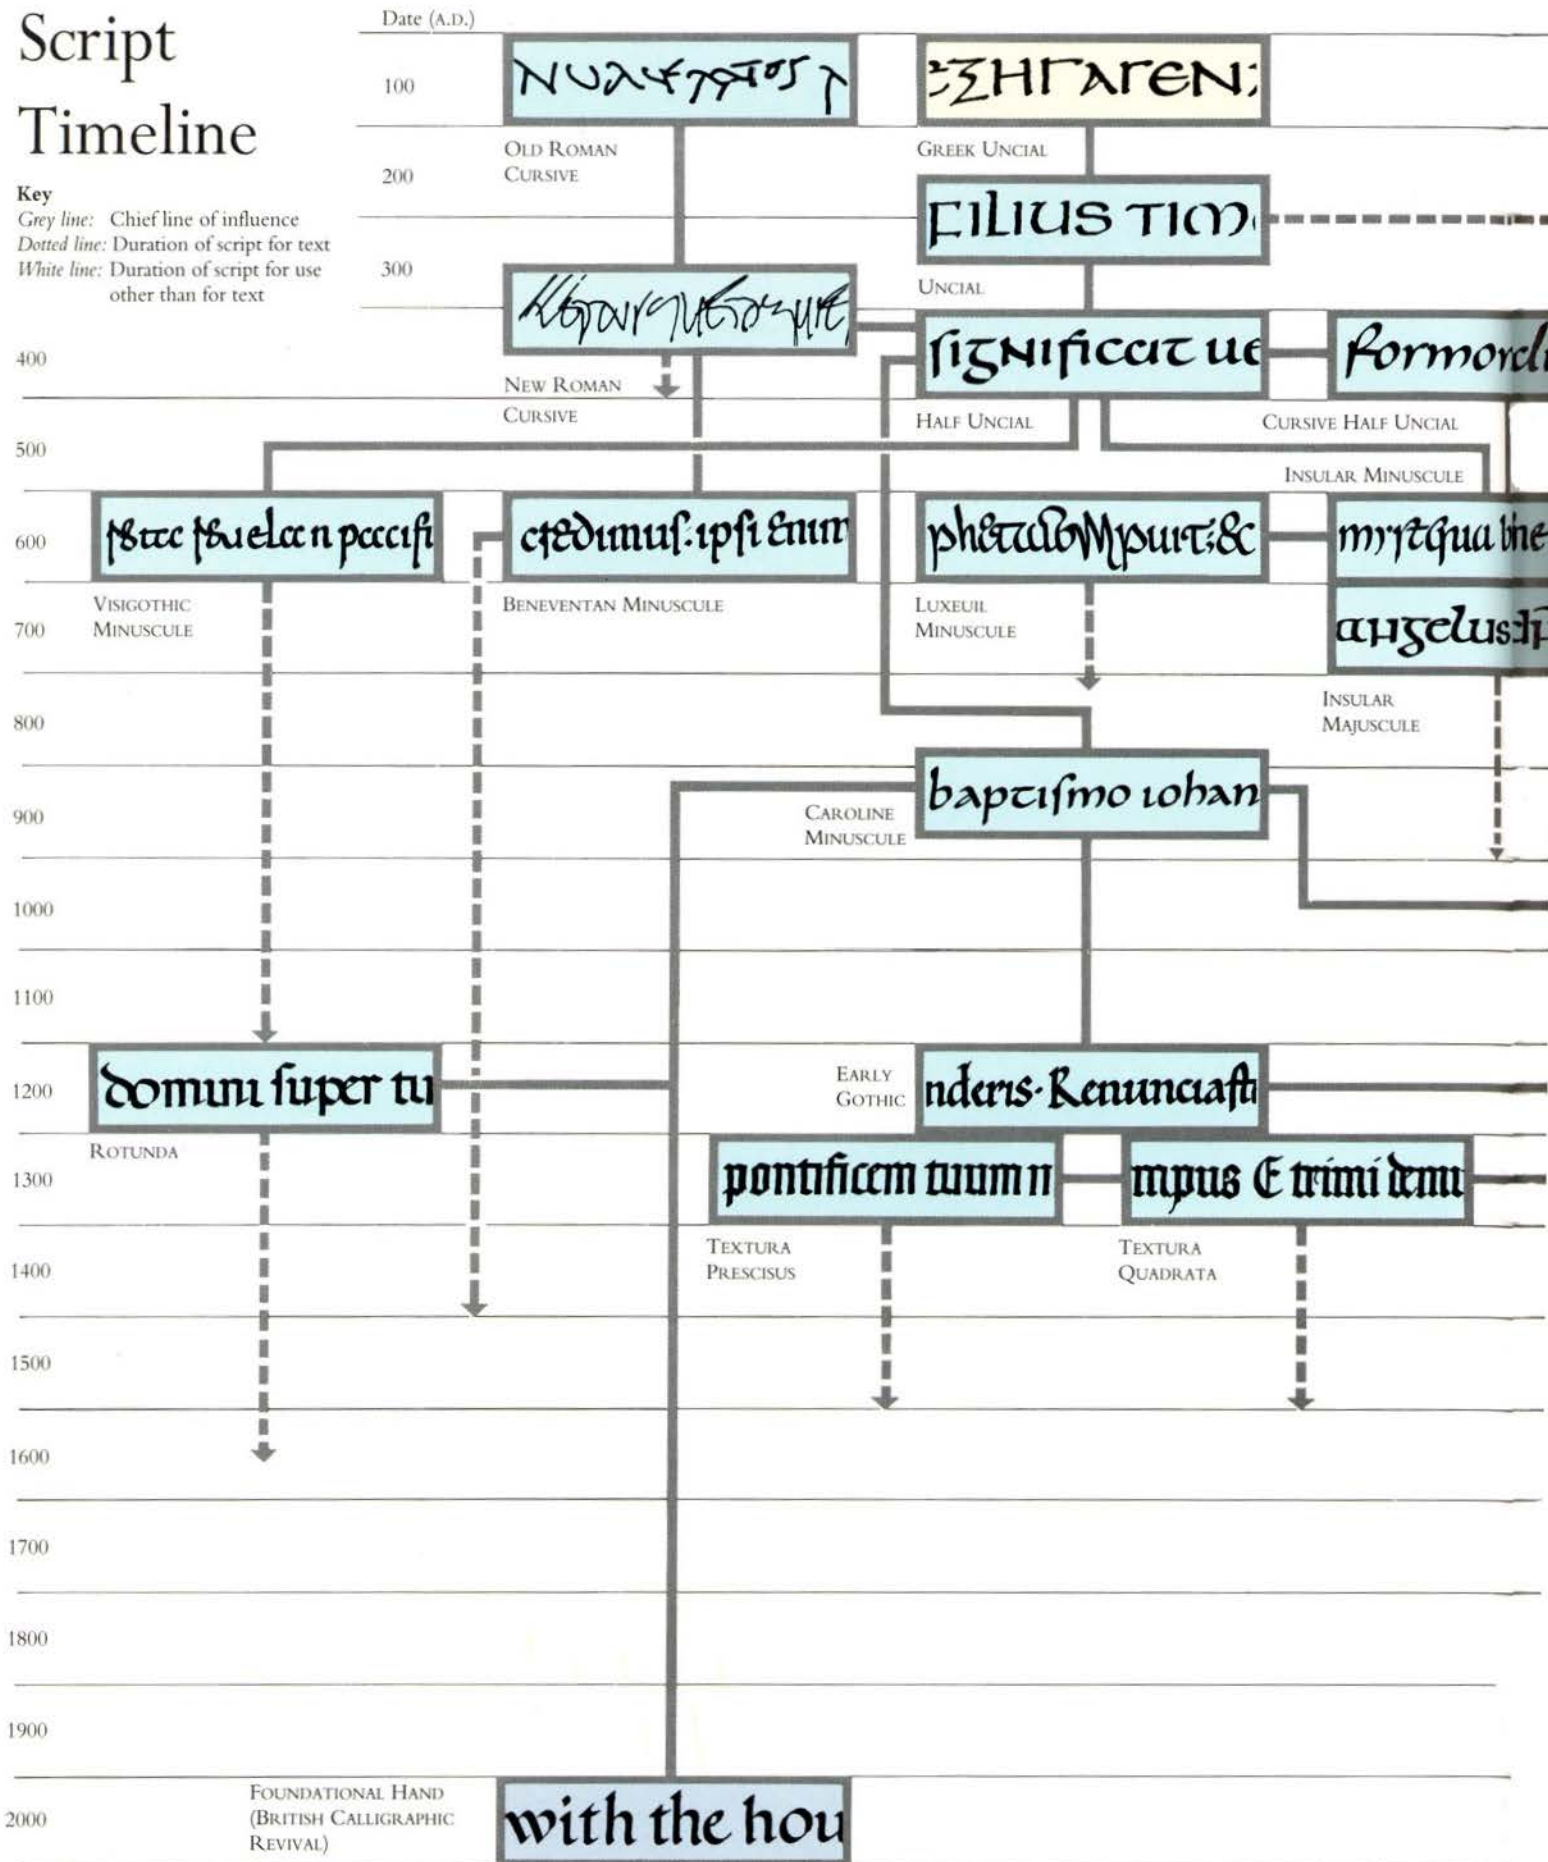 Script
Timeline
Key
Grey line: Chief line of influence
Dotted line: Duration of script for text
White line: Duration of script for use
other than for text
Date (A.D.)
100
OLD ROMAN
CURSIVE
ΞΗΓΑΓΕΝ
GREEK UNCIAL
200
FILIUS TIM
UNCIAL
300
NEW ROMAN
CURSIVE
400
ſignificat ue
HALF UNCIAL
CURSIVE HALF UNCIAL
500
INSULAR MINUSCULE
600
VISIGOTHIC
MINUSCULE
credimuſ. ipſi enim
BENEVENTAN MINUSCULE
LUXEUIL
MINUSCULE
700
angelus
INSULAR
MAJUSCULE
800
baptiſmo iohan
CAROLINE
MINUSCULE
900
1000
1100
1200
domini ſuper tu
ROTUNDA
EARLY
GOTHIC
nderis. Renunciaſti
1300
pontificem tuum n
TEXTURA
PRESCISUS
mpus E trimi demt
TEXTURA
QUADRATA
1400
1500
1600
1700
1800
1900
2000
FOUNDATIONAL HAND
(BRITISH CALLIGRAPHIC
REVIVAL)
with the hou